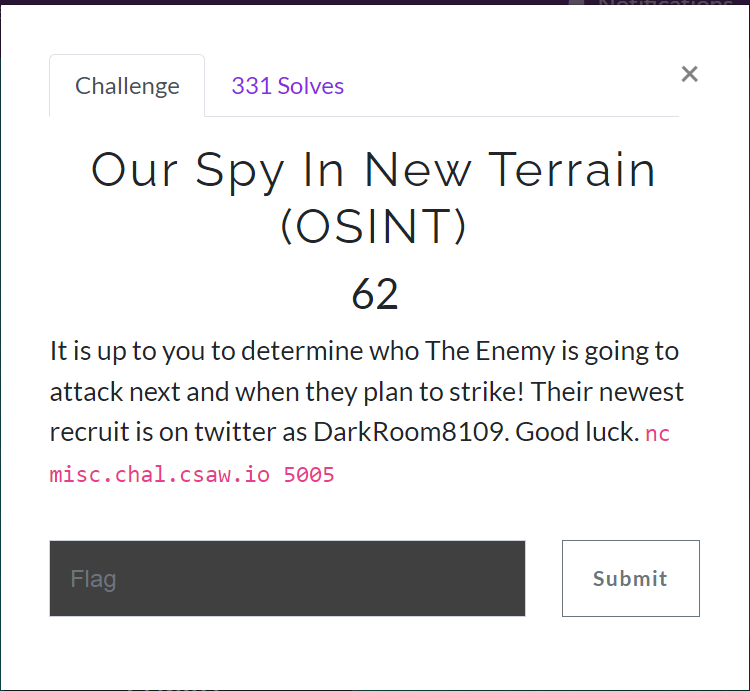 Notifications
Challenge
331 Solves
×
Our Spy In New Terrain
(OSINT)
62
It is up to you to determine who The Enemy is going to
attack next and when they plan to strike! Their newest
recruit is on twitter as DarkRoom8109. Good luck. nc
misc.chal.csaw.io 5005
Flag
Submit